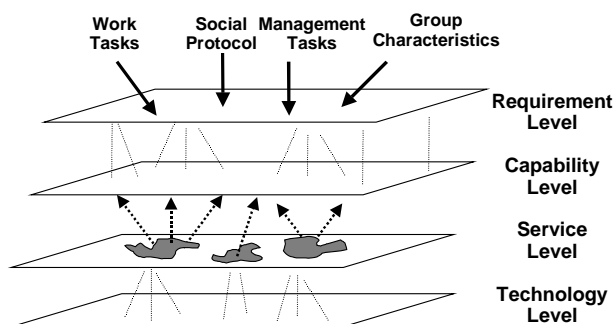 Work
Tasks
Social
Protocol
Management
Tasks
Group
Characteristics
Requirement
Level
Capability
Level
Service
Level
Technology
Level